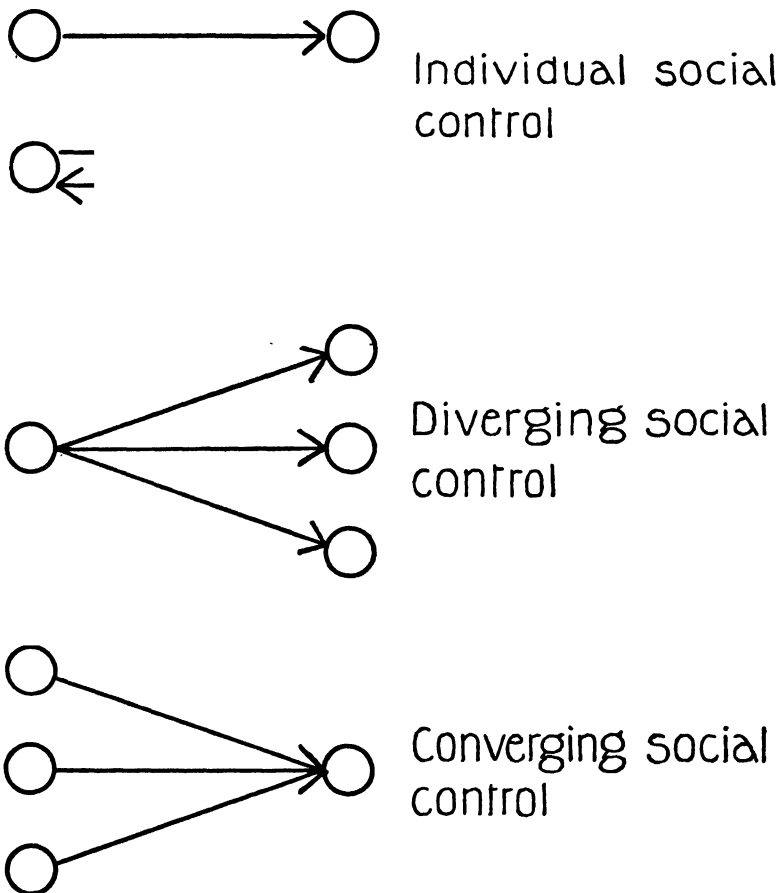 Individual social
control
Diverging social
control
Converging social
control